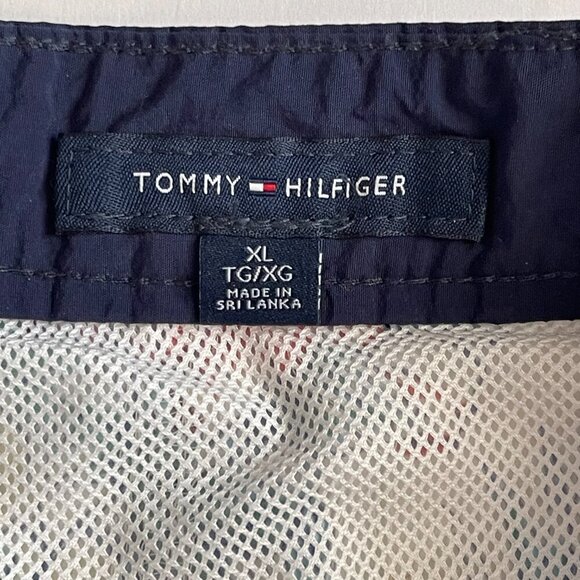 TOMMY HILFIGER
XL
TG/XG
MADE IN
SRI LANKA